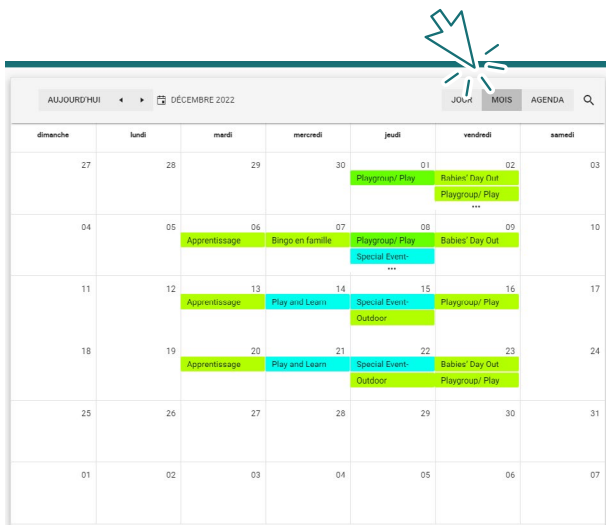 AUJOURD'HUI DÉCEMBRE 2022 JOUR MOIS AGENDA
dimanche lundi mardi mercredi jeudi vendredi samedi
27 28 29 30 01 02 03
Playgroup/ Play Babies' Day Out
Playgroup/ Play
...
04 05 06 07 08 09 10
Apprentissage Bingo en famille Playgroup/ Play Babies' Day Out
Special Event-
...
11 12 13 14 15 16 17
Apprentissage Play and Learn Special Event- Playgroup/ Play
Outdoor
18 19 20 21 22 23 24
Apprentissage Play and Learn Special Event- Babies' Day Out
Outdoor Playgroup/ Play
25 26 27 28 29 30 31
01 02 03 04 05 06 07